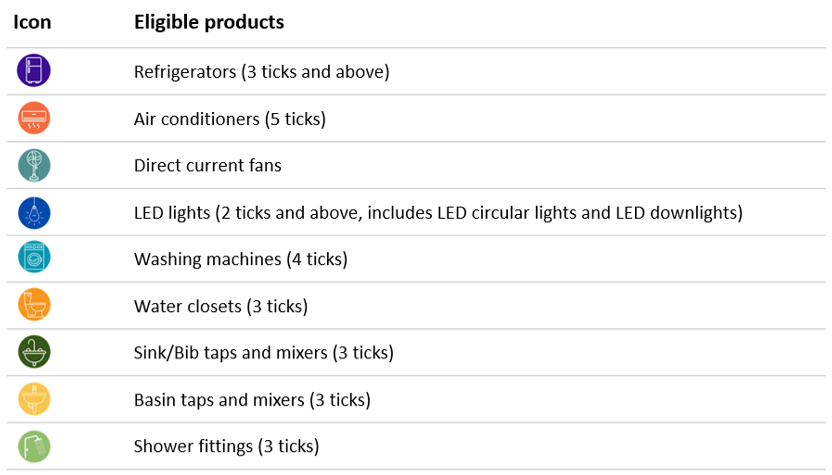 Icon Eligible products
Refrigerators (3 ticks and above)
Air conditioners (5 ticks)
Direct current fans
LED lights (2 ticks and above, includes LED circular lights and LED downlights)
Washing machines (4 ticks)
Water closets (3 ticks)
Sink/Bib taps and mixers (3 ticks)
Basin taps and mixers (3 ticks)
Shower fittings (3 ticks)